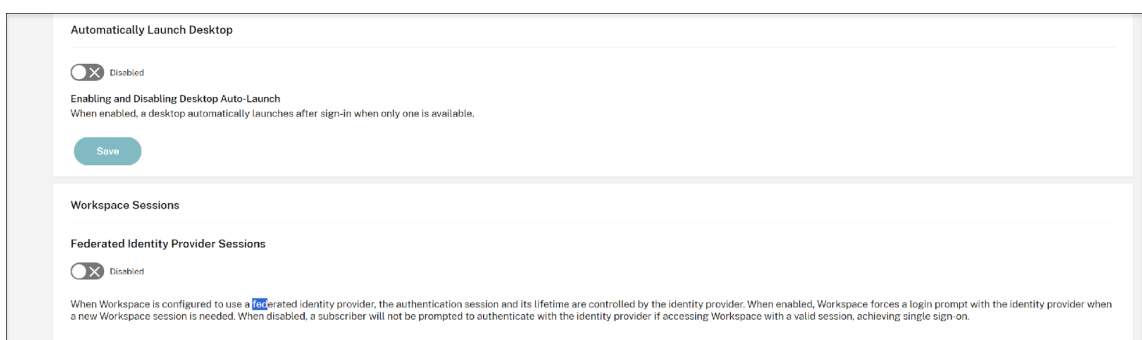 Automatically Launch Desktop
Disabled
Enabling and Disabling Desktop Auto-Launch
When enabled, a desktop automatically launches after sign-in when only one is available.
Save
Workspace Sessions
Federated Identity Provider Sessions
Disabled
When Workspace is configured to use a federated identity provider, the authentication session and its lifetime are controlled by the identity provider. When enabled, Workspace forces a login prompt with the identity provider when
a new Workspace session is needed. When disabled, a subscriber will not be prompted to authenticate with the identity provider if accessing Workspace with a valid session, achieving single sign-on.